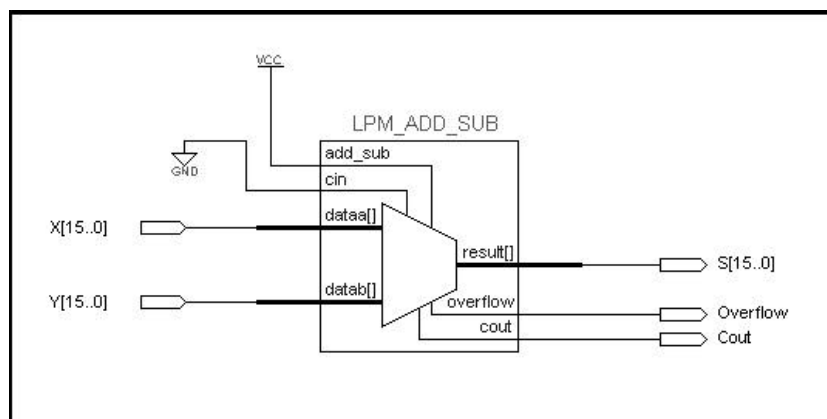 VCC
LPM_ADD_SUB
add_sub
GND
cin
X[15..0]
dataa[]
result[]
S[15..0]
Y[15..0]
datab[]
overflow
Overflow
cout
Cout